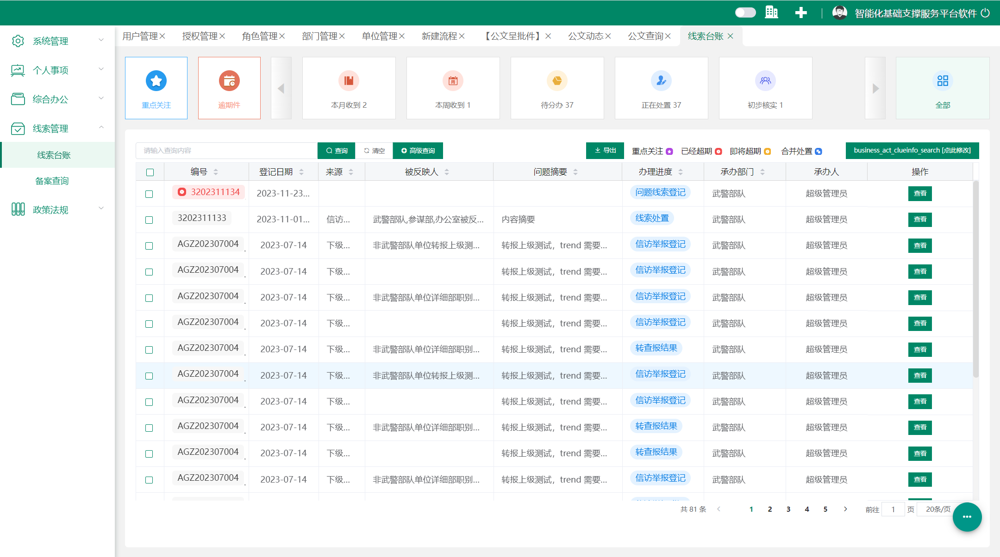 智能化基础支撑服务平台软件
系统管理
个人事项
综合办公
线索管理
线索台账
备案查询
政策法规
用户管理 授权管理 角色管理 部门管理 单位管理 新建流程 【公文呈批件】 公文动态 公文查询 线索台账
重点关注 逾期件 本月收到 2 本周收到 1 待分办 37 正在处置 37 初步核实 1 全部
请输入查询内容 查询 清空 高级查询 导出 重点关注 已经超期 即将超期 合并处置 business_act_clueinfo_search [点此修改]
编号 登记日期 来源 被反映人 问题摘要 办理进度 承办部门 承办人 操作
3202311134 2023-11-23... 问题线索登记 武警部队 超级管理员 查看
3202311133 2023-11-01... 信访... 武警部队,参谋部,办公室被反... 内容摘要 线索处置 武警部队 超级管理员 查看
AGZ202307004 2023-07-14 下级... 非武警部队单位转报上级测... 转报上级测试，trend 需要... 信访举报登记 武警部队 超级管理员 查看
AGZ202307004 2023-07-14 下级... 转报上级测试，trend 需要... 信访举报登记 武警部队 超级管理员 查看
AGZ202307004 2023-07-14 下级... 非武警部队单位详细部职别... 转报上级测试，trend 需要... 信访举报登记 武警部队 超级管理员 查看
AGZ202307004 2023-07-14 下级... 转报上级测试，trend 需要... 信访举报登记 武警部队 超级管理员 查看
AGZ202307004 2023-07-14 下级... 非武警部队单位详细部职别... 转报上级测试，trend 需要... 转查报结果 武警部队 超级管理员 查看
AGZ202307004 2023-07-14 下级... 非武警部队单位转报上级测... 转报上级测试，trend 需要... 信访举报登记 武警部队 超级管理员 查看
AGZ202307004 2023-07-14 下级... 转报上级测试，trend 需要... 信访举报登记 武警部队 超级管理员 查看
AGZ202307004 2023-07-14 下级... 非武警部队单位详细部职别... 转报上级测试，trend 需要... 转查报结果 武警部队 超级管理员 查看
AGZ202307004 2023-07-14 下级... 转报上级测试，trend 需要... 转查报结果 武警部队 超级管理员 查看
AGZ202307004 2023-07-14 下级... 非武警部队单位详细部职别... 转报上级测试，trend 需要... 信访举报登记 武警部队 超级管理员 查看
共 81 条 1 2 3 4 5 前往 1 页 20条/页